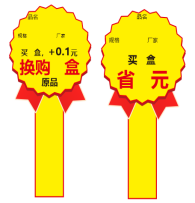 品名
规格 厂家
买 盒，+0.1元
换购 盒
原品
品名
规格 厂家
买 盒
省 元